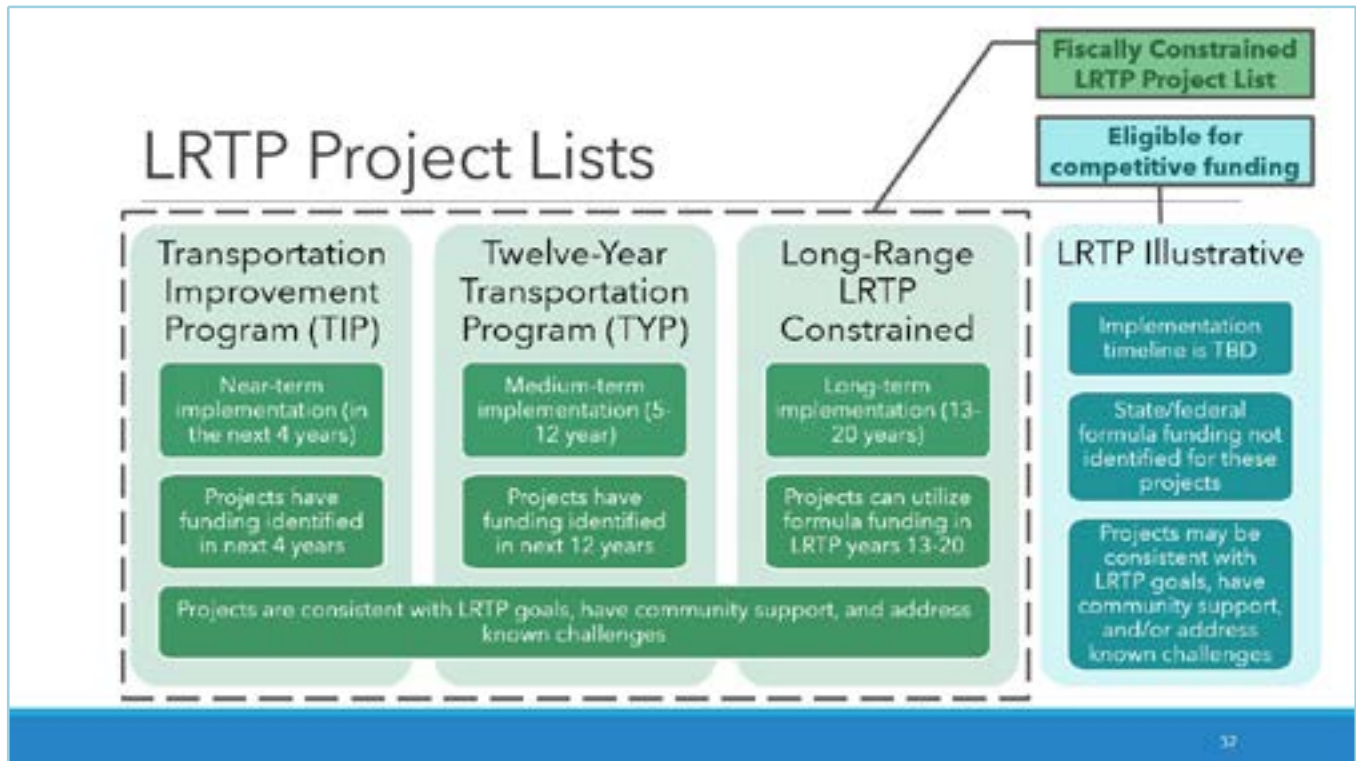 Fiscally Constrained
LRTP Project List
Eligible for
competitive funding
LRTP Project Lists
Transportation
Improvement
Program (TIP)
Near-term
implementation (in
the next 4 years)
Projects have
funding identified
in next 4 years
Twelve-Year
Transportation
Program (TYP)
Medium-term
implementation (5-
12 year)
Projects have
funding identified
in next 12 years
Long-Range
LRTP
Constrained
Long-term
implementation (13-
20 years)
Projects can utilize
formula funding in
LRTP years 13-20
Projects are consistent with LRTP goals, have community support, and address
known challenges
LRTP Illustrative
Implementation
timeline is TBD
State/federal
formula funding not
identified for these
projects
Projects may be
consistent with
LRTP goals, have
community support,
and/or address
known challenges